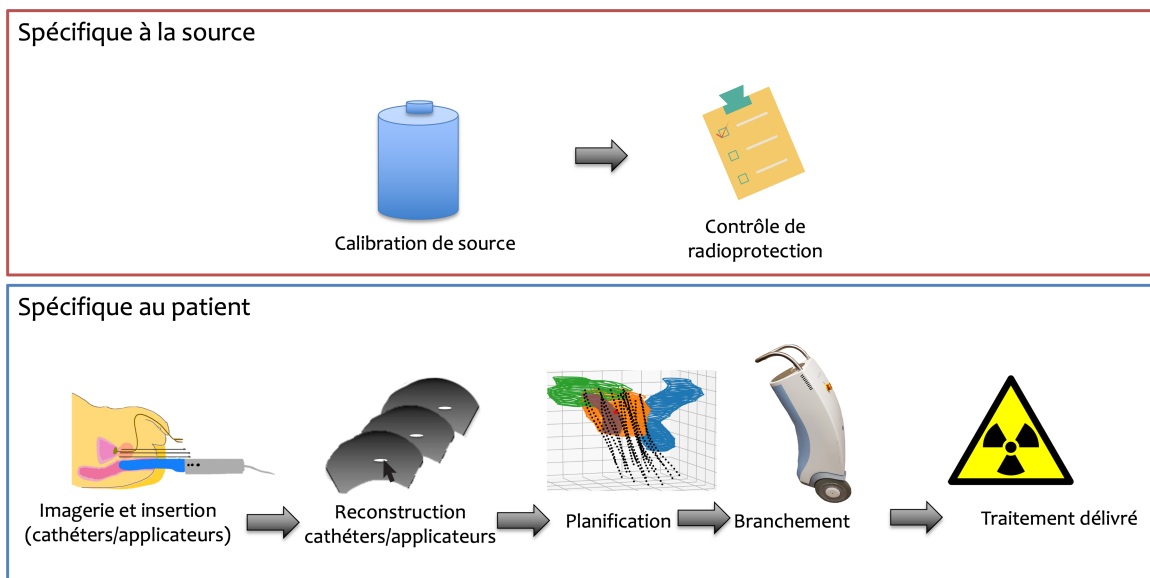 Spécifique à la source
Calibration de source
Contrôle de
radioprotection
Spécifique au patient
Imagerie et insertion
(cathéters/applicateurs)
Reconstruction
cathéters/applicateurs
Planification
Branchement
Traitement délivré